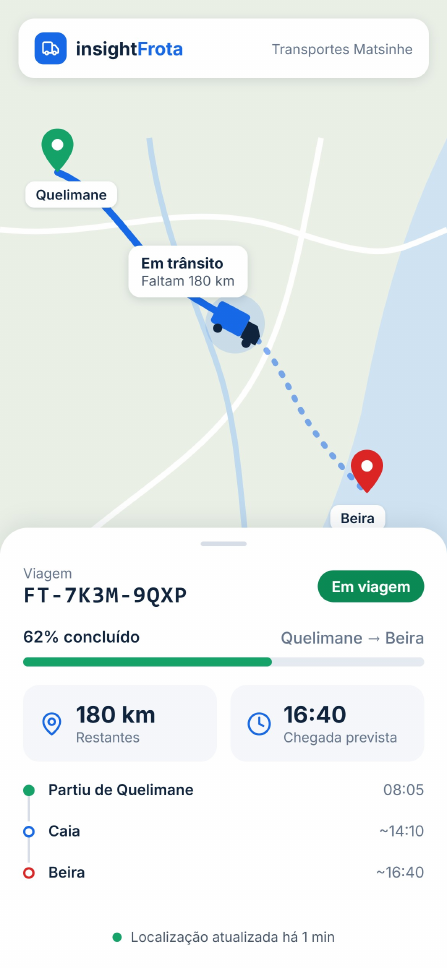 insightFrota
Transportes Matsinhe
Quelimane
Em trânsito
Faltam 180 km
Beira
Viagem
FT-7K3M-9QXP
Em viagem
62% concluído
Quelimane → Beira
180 km
Restantes
16:40
Chegada prevista
Partiu de Quelimane 08:05
Caia ~14:10
Beira ~16:40
Localização atualizada há 1 min